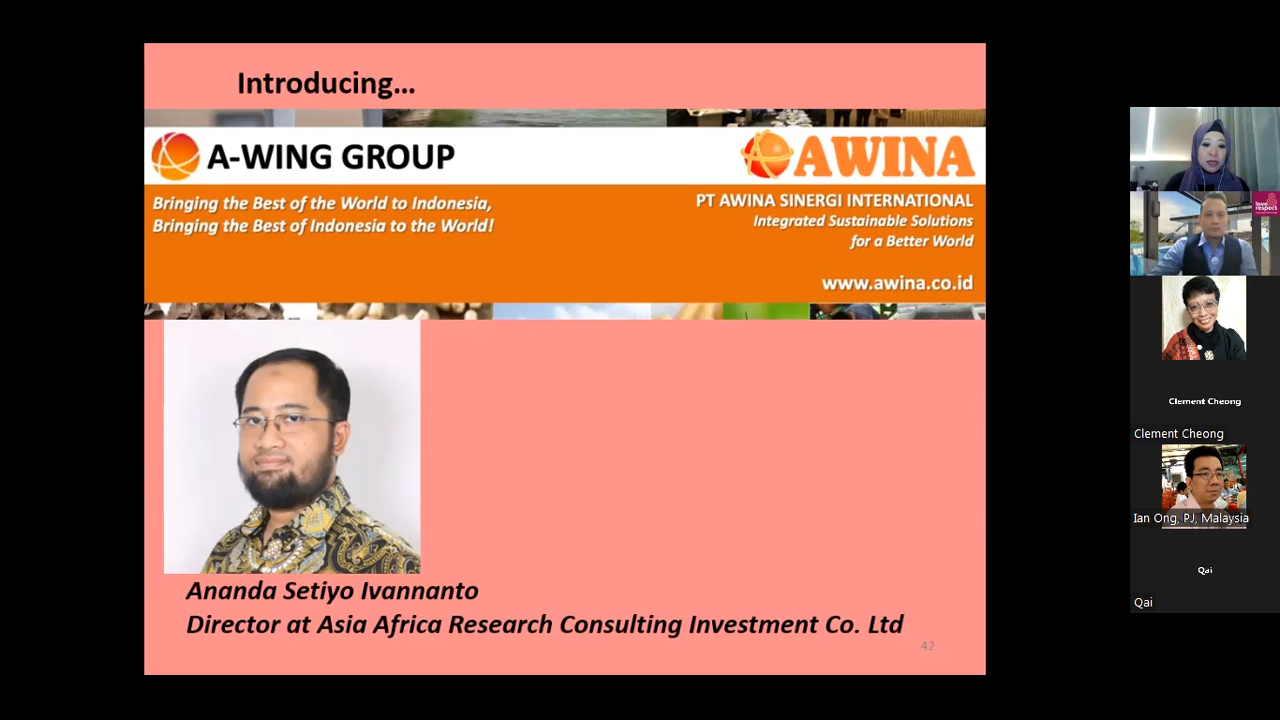 Introducing...
A-WING GROUP
Bringing the Best of the World to Indonesia,
Bringing the Best of Indonesia to the World!
AWINA
PT AWINA SINERGI INTERNATIONAL
Integrated Sustainable Solutions
for a Better World
www.awina.co.id
Ananda Setiyo Ivannanto
Director at Asia Africa Research Consulting Investment Co. Ltd
42
love
respect
Clement Cheong
Clement Cheong
Ian Ong, PJ, Malaysia
Qai
Qai